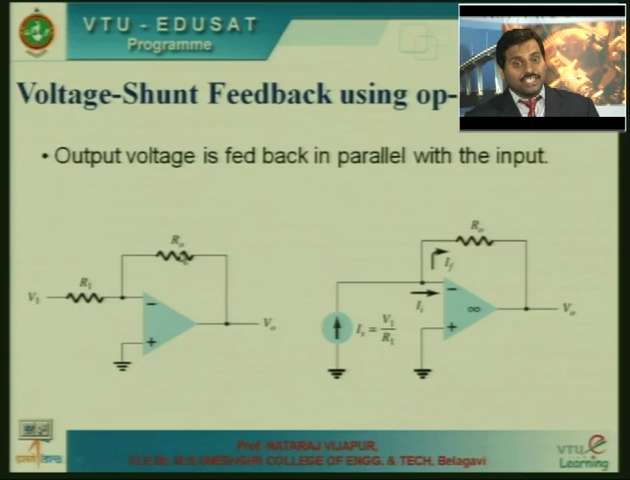 VTU - EDUSAT
Programme
Voltage-Shunt Feedback using op-
• Output voltage is fed back in parallel with the input.
Ro
R1
V1
−
+
Vo
Ro
If
Ii
−
∞
+
Is = V1/R1
Vo
Prof. NATARAJ VIJAPUR,
COLLEGE OF ENGG. & TECH, Belagavi
VTU e
Learning